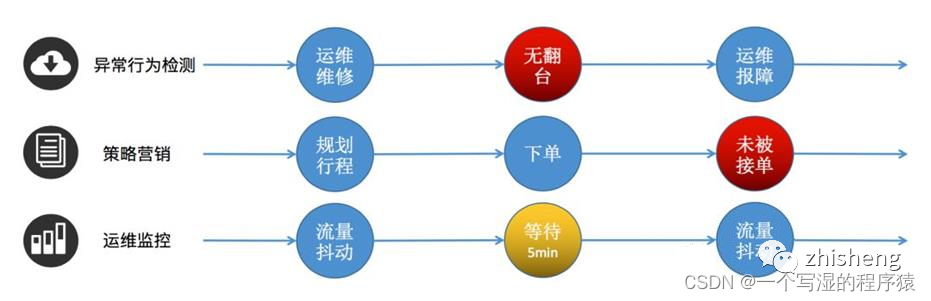 异常行为检测
运维
维修
无翻
台
运维
报障
策略营销
规划
行程
下单
未被
接单
运维监控
流量
抖动
等待
5min
流量
抖动
zhisheng
CSDN @一个写湿的程序猿